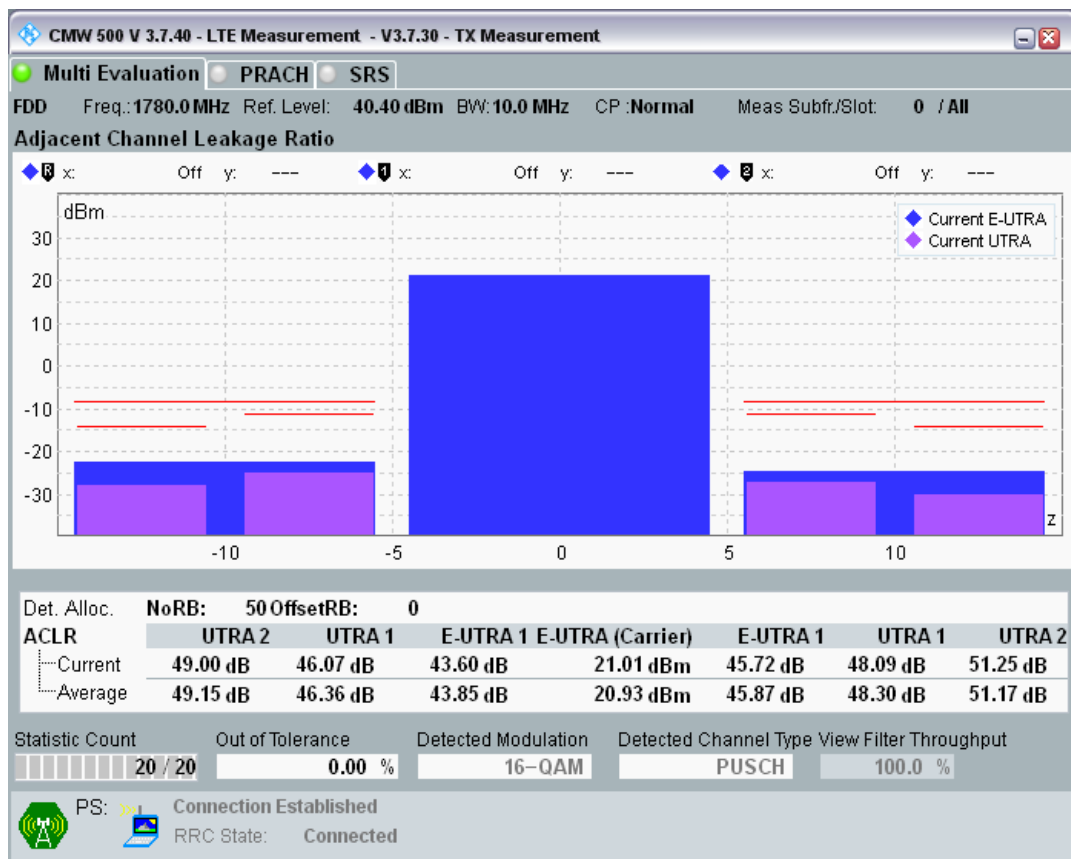 CMW 500 V 3.7.40 - LTE Measurement - V3.7.30 - TX Measurement
Multi Evaluation PRACH SRS
FDD Freq.:1780.0 MHz Ref. Level: 40.40 dBm BW:10.0 MHz CP :Normal Meas Subfr./Slot: 0 / All
Adjacent Channel Leakage Ratio
R x: Off y: --- 1 x: Off y: --- 2 x: Off y: ---
dBm
Current E-UTRA
Current UTRA
30
20
10
0
-10
-20
-30
z
-10 -5 0 5 10
Det. Alloc. NoRB: 50 OffsetRB: 0
ACLR UTRA 2 UTRA 1 E-UTRA 1 E-UTRA (Carrier) E-UTRA 1 UTRA 1 UTRA 2
Current 49.00 dB 46.07 dB 43.60 dB 21.01 dBm 45.72 dB 48.09 dB 51.25 dB
Average 49.15 dB 46.36 dB 43.85 dB 20.93 dBm 45.87 dB 48.30 dB 51.17 dB
Statistic Count Out of Tolerance Detected Modulation Detected Channel Type View Filter Throughput
20 / 20 0.00 % 16-QAM PUSCH 100.0 %
PS: Connection Established
RRC State: Connected